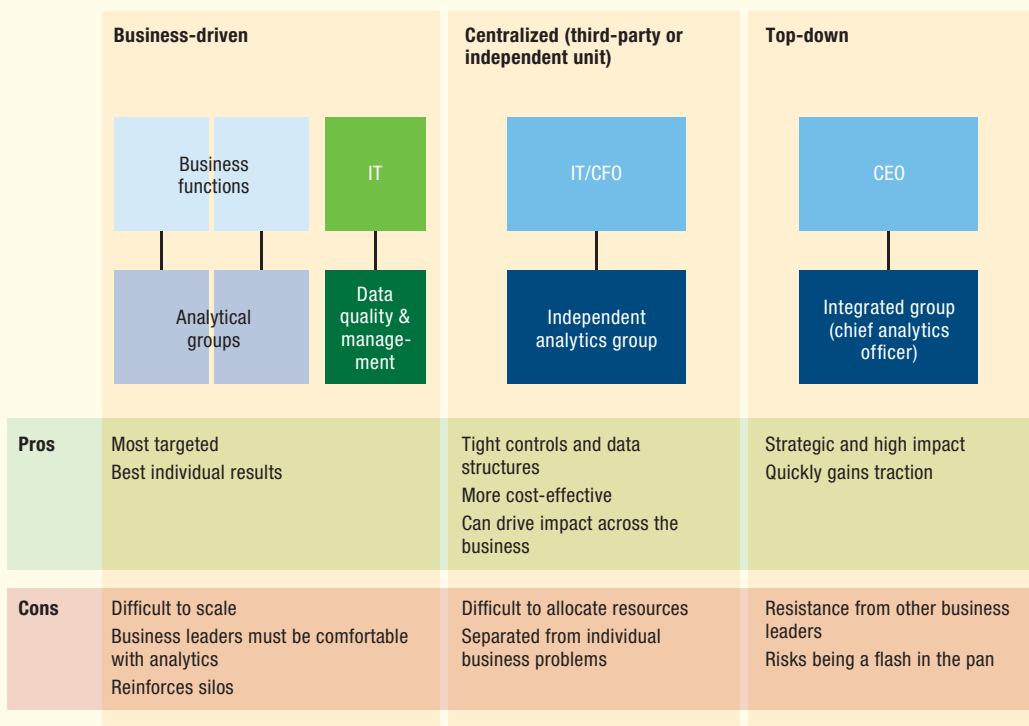 Business-driven
Centralized (third-party or
independent unit)
Top-down
Business
functions
IT
IT/CFO
CEO
Analytical
groups
Data
quality &
manage-
ment
Independent
analytics group
Integrated group
(chief analytics
officer)
Pros
Most targeted
Best individual results
Tight controls and data
structures
More cost-effective
Can drive impact across the
business
Strategic and high impact
Quickly gains traction
Cons
Difficult to scale
Business leaders must be comfortable
with analytics
Reinforces silos
Difficult to allocate resources
Separated from individual
business problems
Resistance from other business
leaders
Risks being a flash in the pan